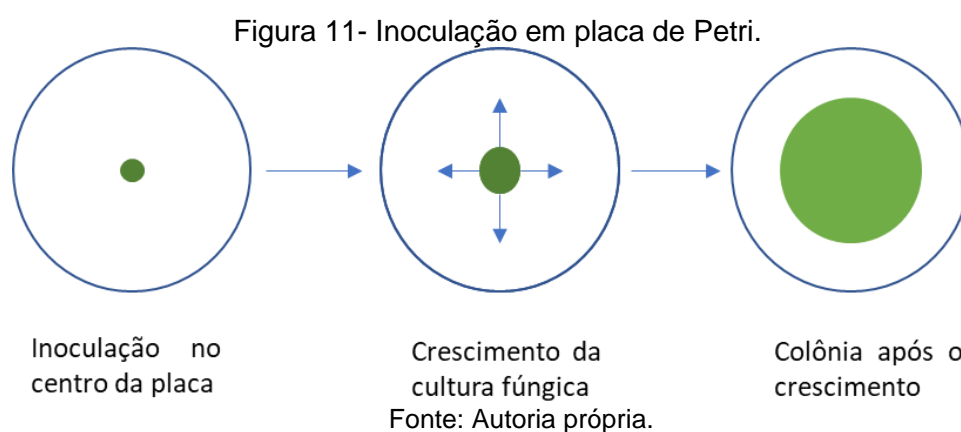 Figura 11- Inoculação em placa de Petri.
Inoculação no
centro da placa
Crescimento da
cultura fúngica
Colônia após o
crescimento
Fonte: Autoria própria.